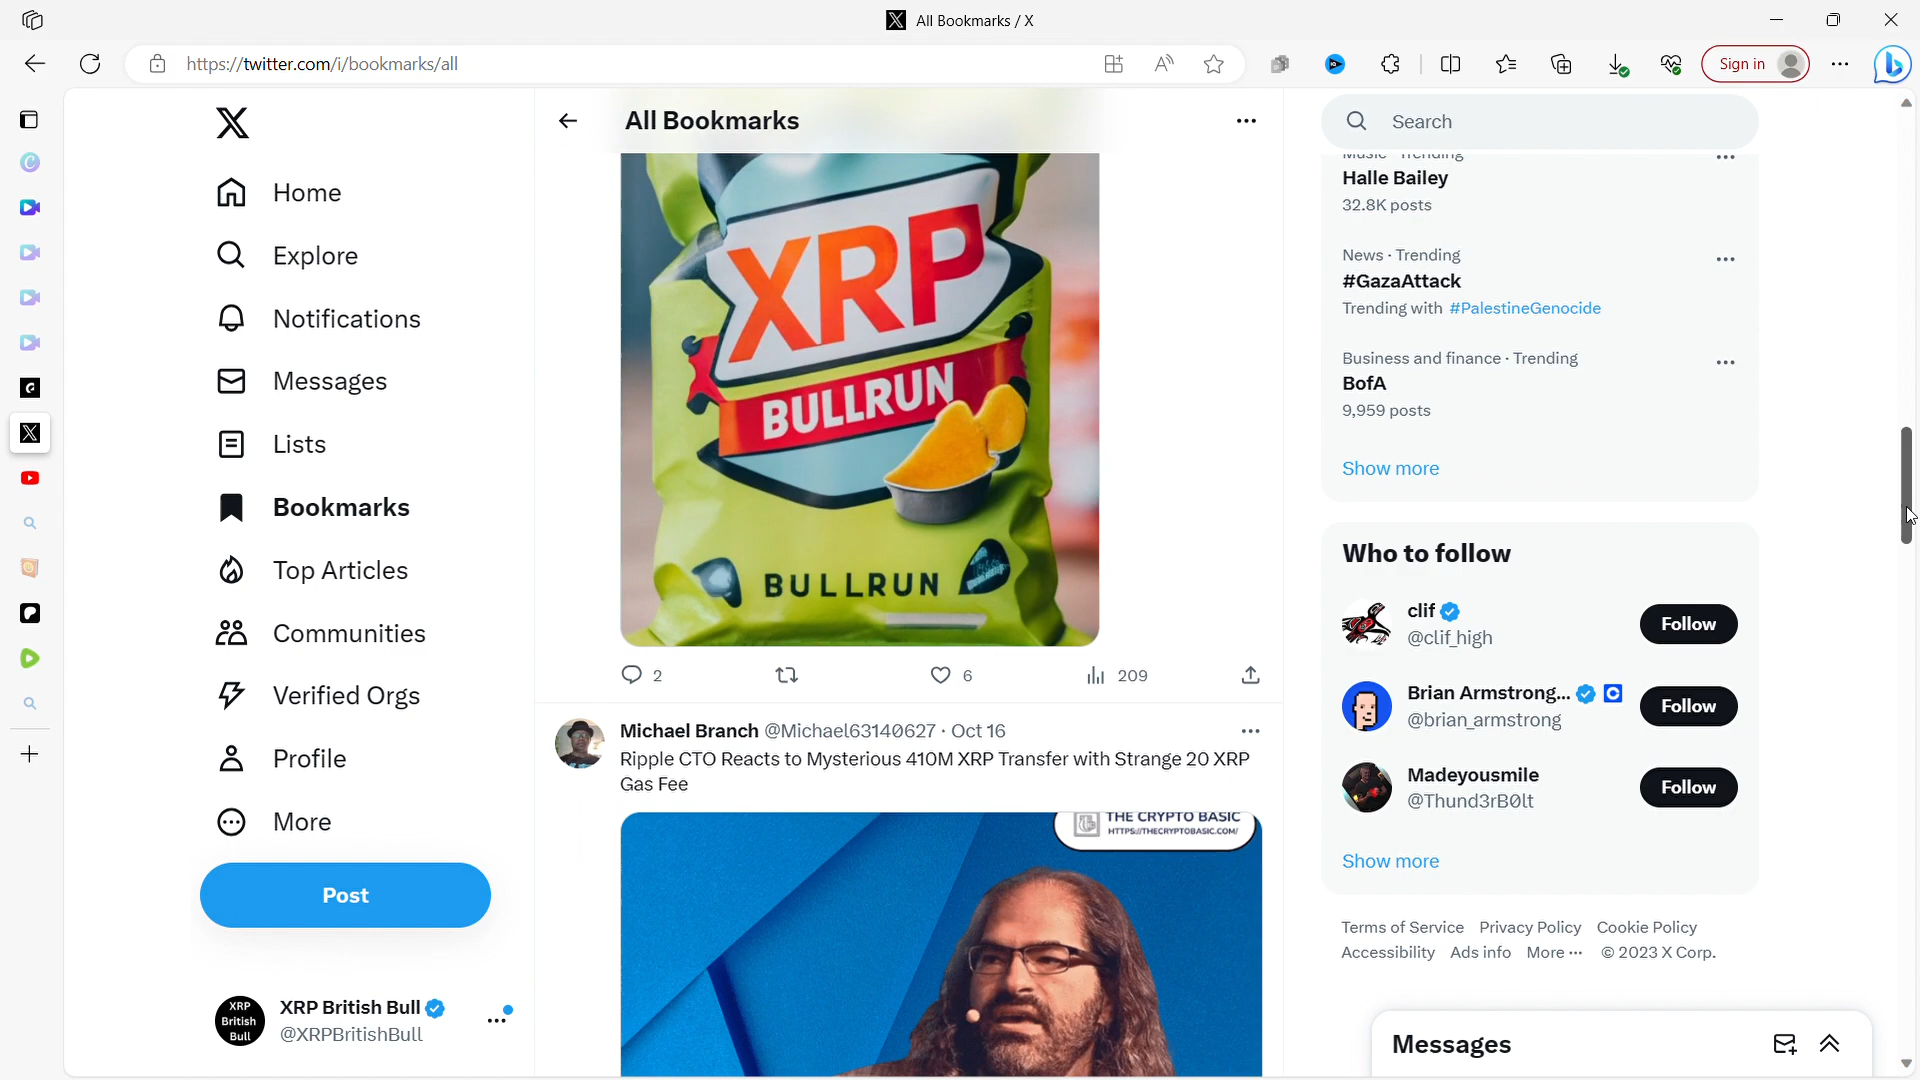 All Bookmarks / X
https://twitter.com/i/bookmarks/all
Sign in
Home
Explore
Notifications
Messages
Lists
Bookmarks
Top Articles
Communities
Verified Orgs
Profile
More
Post
XRP
British
Bull
XRP British Bull
@XRPBritishBull
All Bookmarks
XRP
BULLRUN
BULLRUN
2
6
209
Michael Branch @Michael63140627 · Oct 16
Ripple CTO Reacts to Mysterious 410M XRP Transfer with Strange 20 XRP
Gas Fee
THE CRYPTO BASIC
HTTPS://THECRYPTOBASIC.COM/
Search
Music · Trending
Halle Bailey
32.8K posts
News · Trending
#GazaAttack
Trending with #PalestineGenocide
Business and finance · Trending
BofA
9,959 posts
Show more
Who to follow
clif
@clif_high
Follow
Brian Armstrong...
@brian_armstrong
Follow
Madeyousmile
@Thund3rB0lt
Follow
Show more
Terms of Service Privacy Policy Cookie Policy
Accessibility Ads info More ··· © 2023 X Corp.
Messages